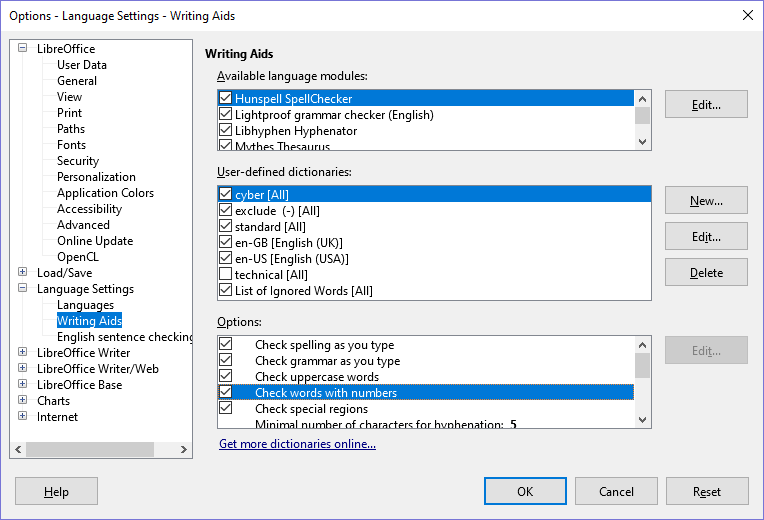 Options - Language Settings - Writing Aids
LibreOffice
User Data
General
View
Print
Paths
Fonts
Security
Personalization
Application Colors
Accessibility
Advanced
Online Update
OpenCL
Load/Save
Language Settings
Languages
Writing Aids
English sentence checking
LibreOffice Writer
LibreOffice Writer/Web
LibreOffice Base
Charts
Internet
Writing Aids
Available language modules:
Hunspell SpellChecker
Lightproof grammar checker (English)
Libhyphen Hyphenator
Mythes Thesaurus
Edit...
User-defined dictionaries:
cyber [All]
exclude  (-) [All]
standard [All]
en-GB [English (UK)]
en-US [English (USA)]
technical [All]
List of Ignored Words [All]
New...
Edit...
Delete
Options:
Check spelling as you type
Check grammar as you type
Check uppercase words
Check words with numbers
Check special regions
Minimal number of characters for hyphenation:  5
Edit...
Get more dictionaries online...
Help
OK
Cancel
Reset